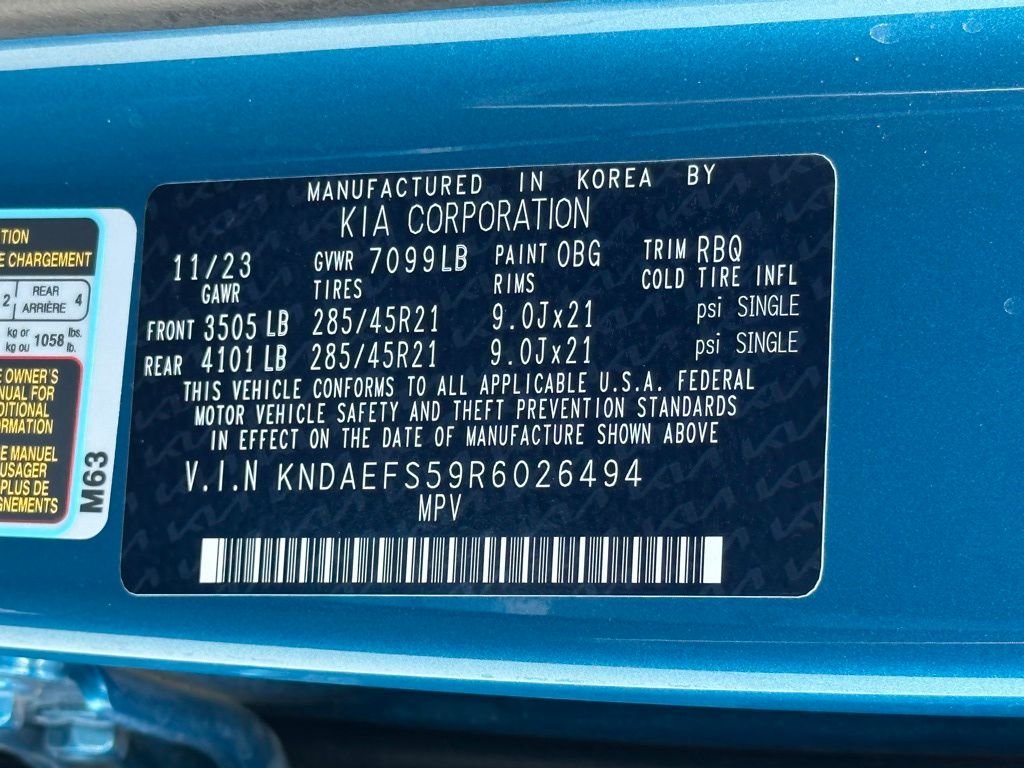 MANUFACTURED IN KOREA BY
KIA CORPORATION
11/23 GVWR 7099LB PAINT OBG TRIM RBQ
GAWR TIRES RIMS COLD TIRE INFL
FRONT 3505 LB 285/45R21 9.0Jx21 psi SINGLE
REAR 4101 LB 285/45R21 9.0Jx21 psi SINGLE
THIS VEHICLE CONFORMS TO ALL APPLICABLE U.S.A. FEDERAL
MOTOR VEHICLE SAFETY AND THEFT PREVENTION STANDARDS
IN EFFECT ON THE DATE OF MANUFACTURE SHOWN ABOVE
V.I.N KNDAEFS59R6026494
MPV
TION
E CHARGEMENT
2 REAR 4
ARRIÈRE
kg or 1058 lbs.
kg ou lb.
E OWNER'S
NUAL FOR
DITIONAL
ORMATION
E MANUEL
USAGER
PLUS DE
GNEMENTS
M63